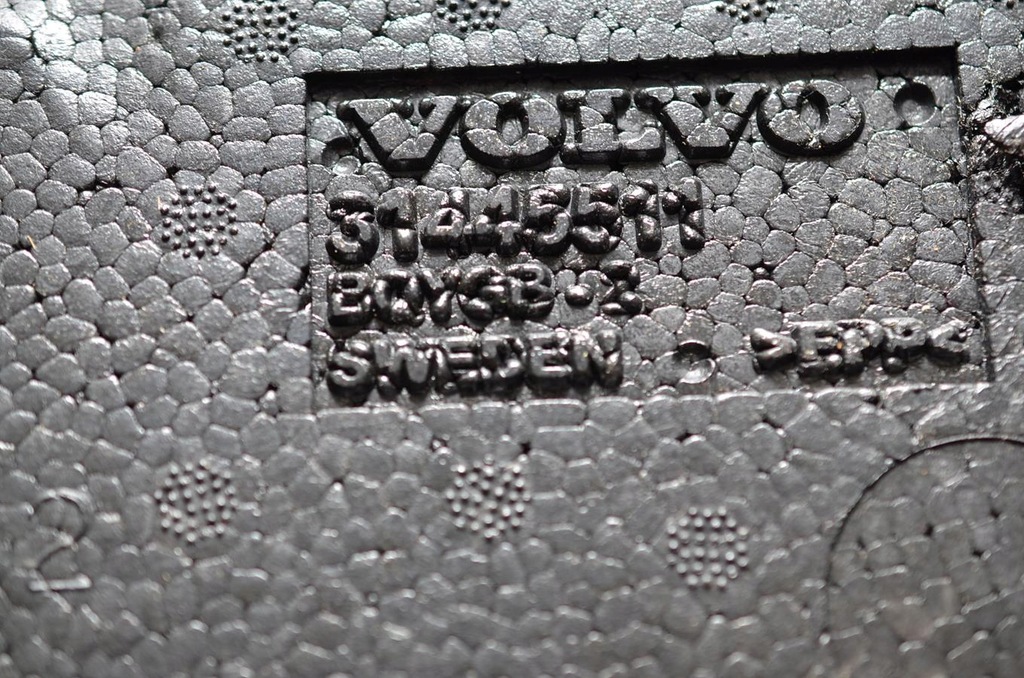 VOLVO
31445511
SWEDEN >EPP<
2